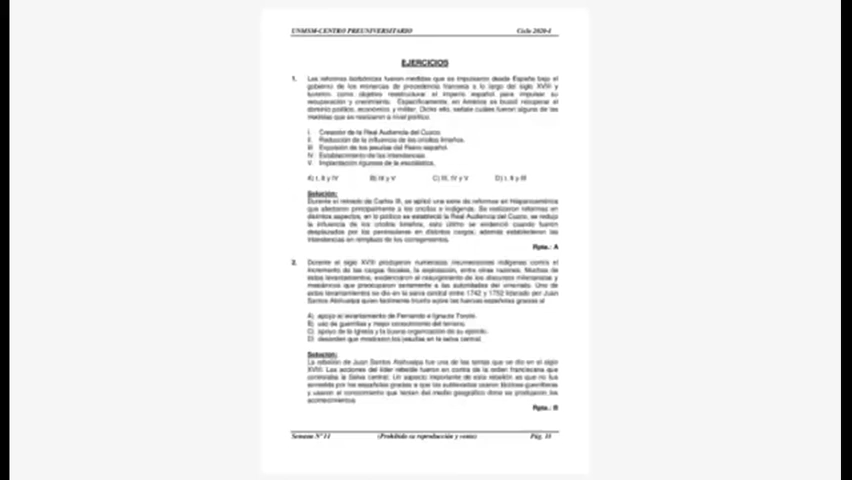 UNMSM-CENTRO PREUNIVERSITARIO Ciclo 2020-I
EJERCICIOS
1. Las reformas borbónicas fueron medidas que se impulsaron desde España bajo el
gobierno de los monarcas de procedencia francesa a lo largo del siglo XVIII y
tuvieron como objetivo reestructurar el imperio español para impulsar su
recuperación y crecimiento. Específicamente, en América se buscó recuperar el
dominio político, económico y militar. Dicho ello, señale cuáles fueron algunas de las
medidas que se realizaron a nivel político.
I. Creación de la Real Audiencia del Cuzco.
II. Reducción de la influencia de los criollos limeños.
III. Expulsión de los jesuitas del Reino español.
IV. Establecimiento de las intendencias.
V. Implantación rigurosa de la escolástica.
A) I, II y IV B) III y V C) III, IV y V D) I, II y III
Solución:
Durante el reinado de Carlos III, se aplicó una serie de reformas en Hispanoamérica
que afectaron principalmente a los criollos e indígenas. Se realizaron reformas en
distintos aspectos, en lo político se estableció la Real Audiencia del Cuzco, se redujo
la influencia de los criollos limeños, esto último se evidenció cuando fueron
desplazados por los peninsulares en distintos cargos; además establecieron las
intendencias en remplazo de los corregimientos.
Rpta.: A
2. Durante el siglo XVIII produjeron numerosas insurrecciones indígenas contra el
incremento de las cargas fiscales, la explotación, entre otras razones. Muchos de
estos levantamientos, evidenciaron el resurgimiento de los discursos milenaristas y
mesiánicos que preocuparon seriamente a las autoridades del virreinato. Uno de
estos levantamientos se dio en la selva central entre 1742 y 1752 liderado por Juan
Santos Atahualpa quien fácilmente triunfó sobre las fuerzas españolas gracias al
A) apoyo al levantamiento de Fernando e Ignacio Torote.
B) uso de guerrillas y mejor conocimiento del terreno.
C) apoyo de la Iglesia y la buena organización de su ejército.
D) desorden que mostraron los jesuitas en la selva central.
Solución:
La rebelión de Juan Santos Atahualpa fue una de las tantas que se dio en el siglo
XVIII. Las acciones del líder rebelde fueron en contra de la orden franciscana que
controlaba la Selva central. Un aspecto importante de esta rebelión es que no fue
sometida por los españoles gracias a que los sublevados usaron tácticas guerrilleras
y usaron el conocimiento que tenían del medio geográfico donde se produjeron los
acontecimientos.
Rpta.: B
Semana Nº 14 (Prohibida su reproducción y venta) Pág.